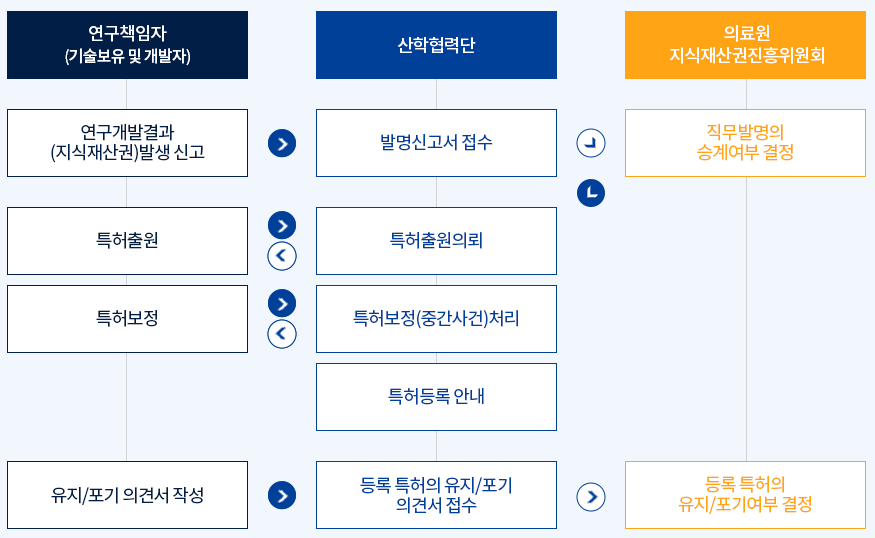 연구책임자
(기술보유 및 개발자)
산학협력단
의료원
지식재산권진흥위원회
연구개발결과
(지식재산권)발생 신고
발명신고서 접수
직무발명의
승계여부 결정
특허출원
특허출원의뢰
특허보정
특허보정(중간사건)처리
특허등록 안내
유지/포기 의견서 작성
등록 특허의 유지/포기
의견서 접수
등록 특허의
유지/포기여부 결정